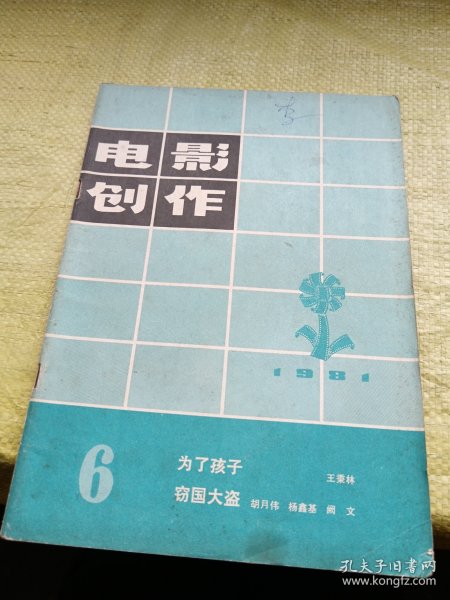 电影
创作
1981
6
为了孩子 王秉林
窃国大盗 胡月伟 杨鑫基 阙文
孔夫子旧书网
www.kongfz.com